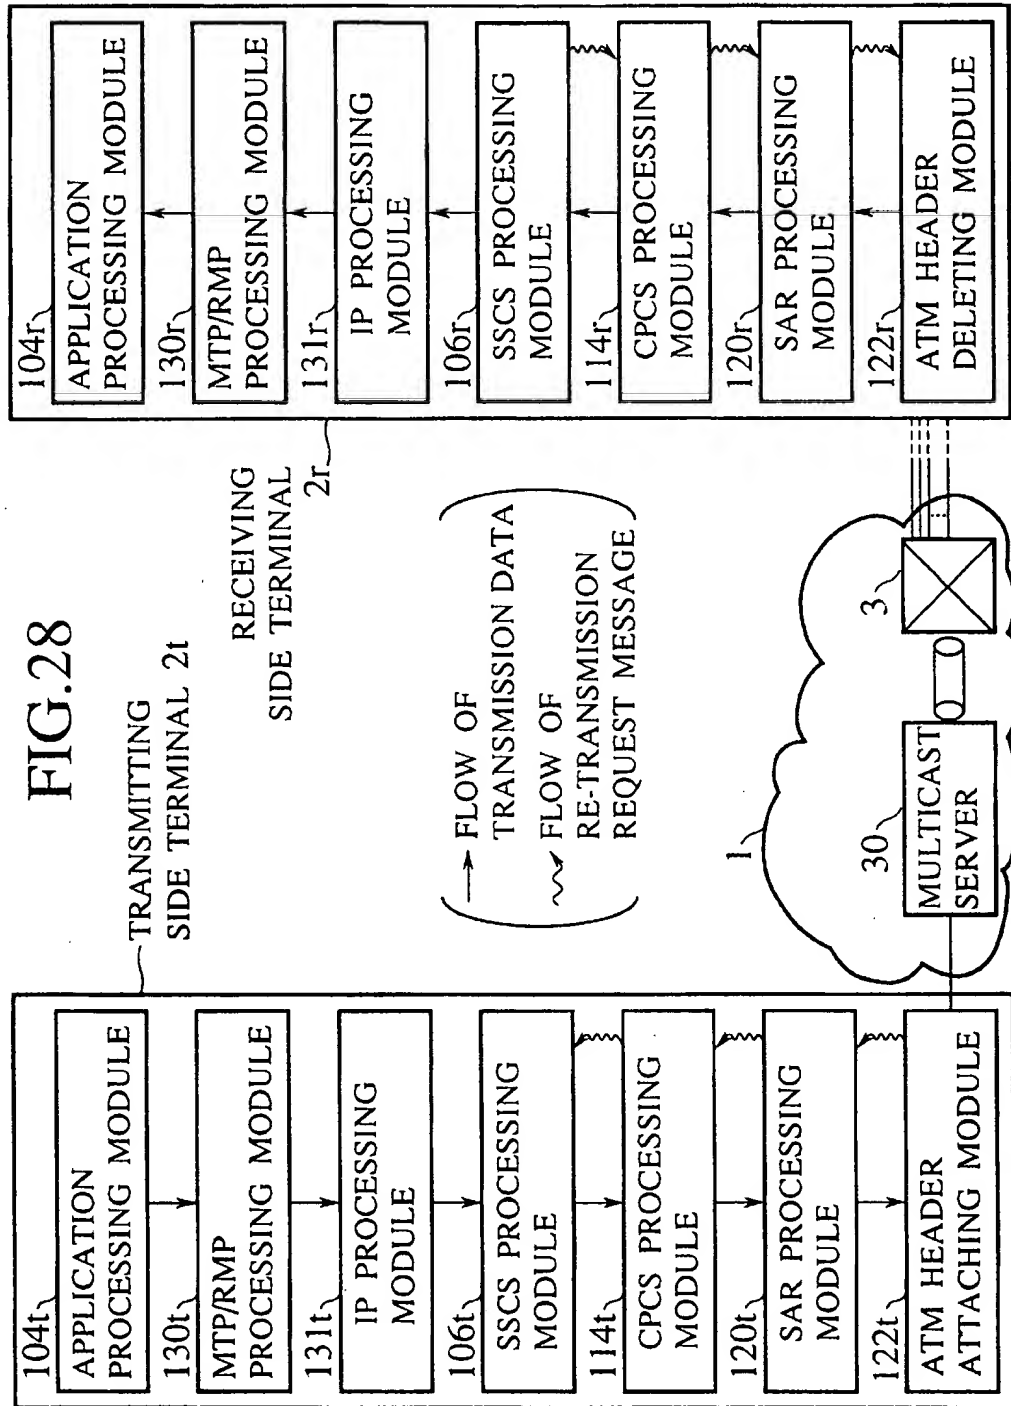 FIG.28
TRANSMITTING
SIDE TERMINAL 2t
104t
APPLICATION
PROCESSING MODULE
130t
MTP/RMP
PROCESSING MODULE
131t
IP PROCESSING
MODULE
106t
SSCS PROCESSING
MODULE
114t
CPCS PROCESSING
MODULE
120t
SAR PROCESSING
MODULE
122t
ATM HEADER
ATTACHING MODULE
RECEIVING
SIDE TERMINAL
2r
FLOW OF
TRANSMISSION DATA
FLOW OF
RE-TRANSMISSION
REQUEST MESSAGE
1
30
MULTICAST
SERVER
3
104r
APPLICATION
PROCESSING MODULE
130r
MTP/RMP
PROCESSING MODULE
131r
IP PROCESSING
MODULE
106r
SSCS PROCESSING
MODULE
114r
CPCS PROCESSING
MODULE
120r
SAR PROCESSING
MODULE
122r
ATM HEADER
DELETING MODULE